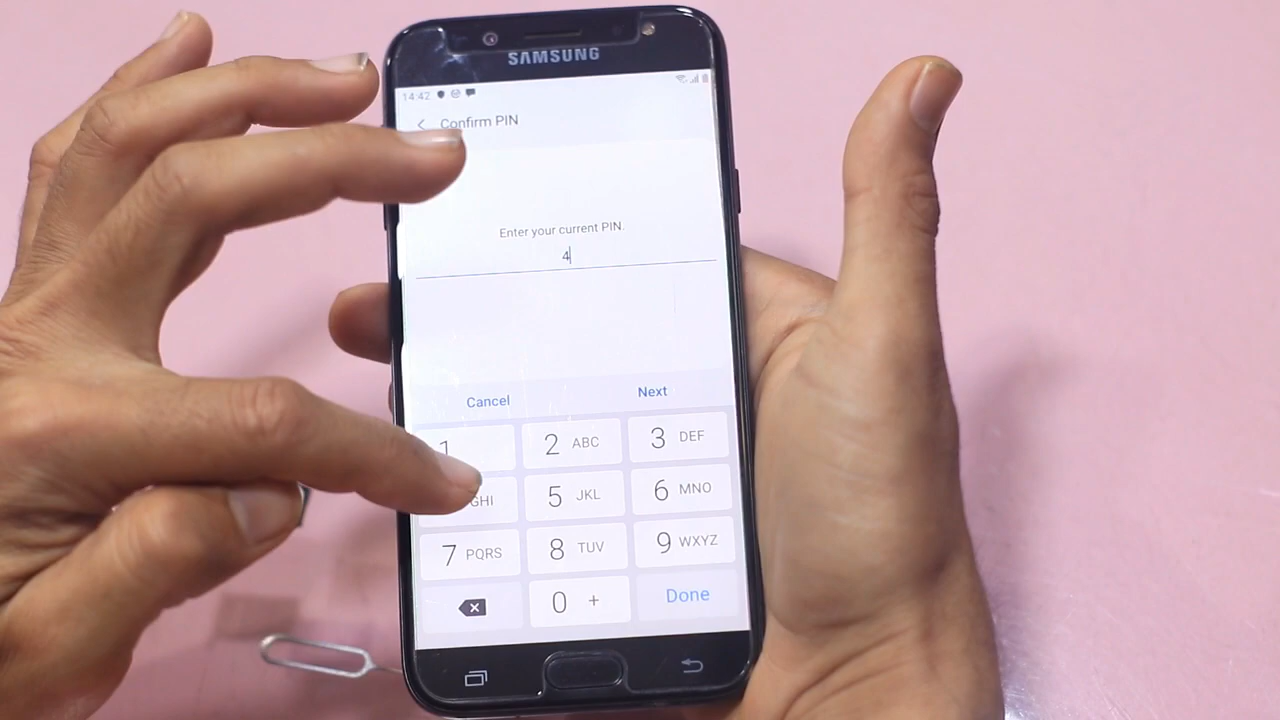 SAMSUNG
14:42
Confirm PIN
Enter your current PIN.
4
Cancel Next
1 2 ABC 3 DEF
GHI 5 JKL 6 MNO
7 PQRS 8 TUV 9 WXYZ
0 + Done